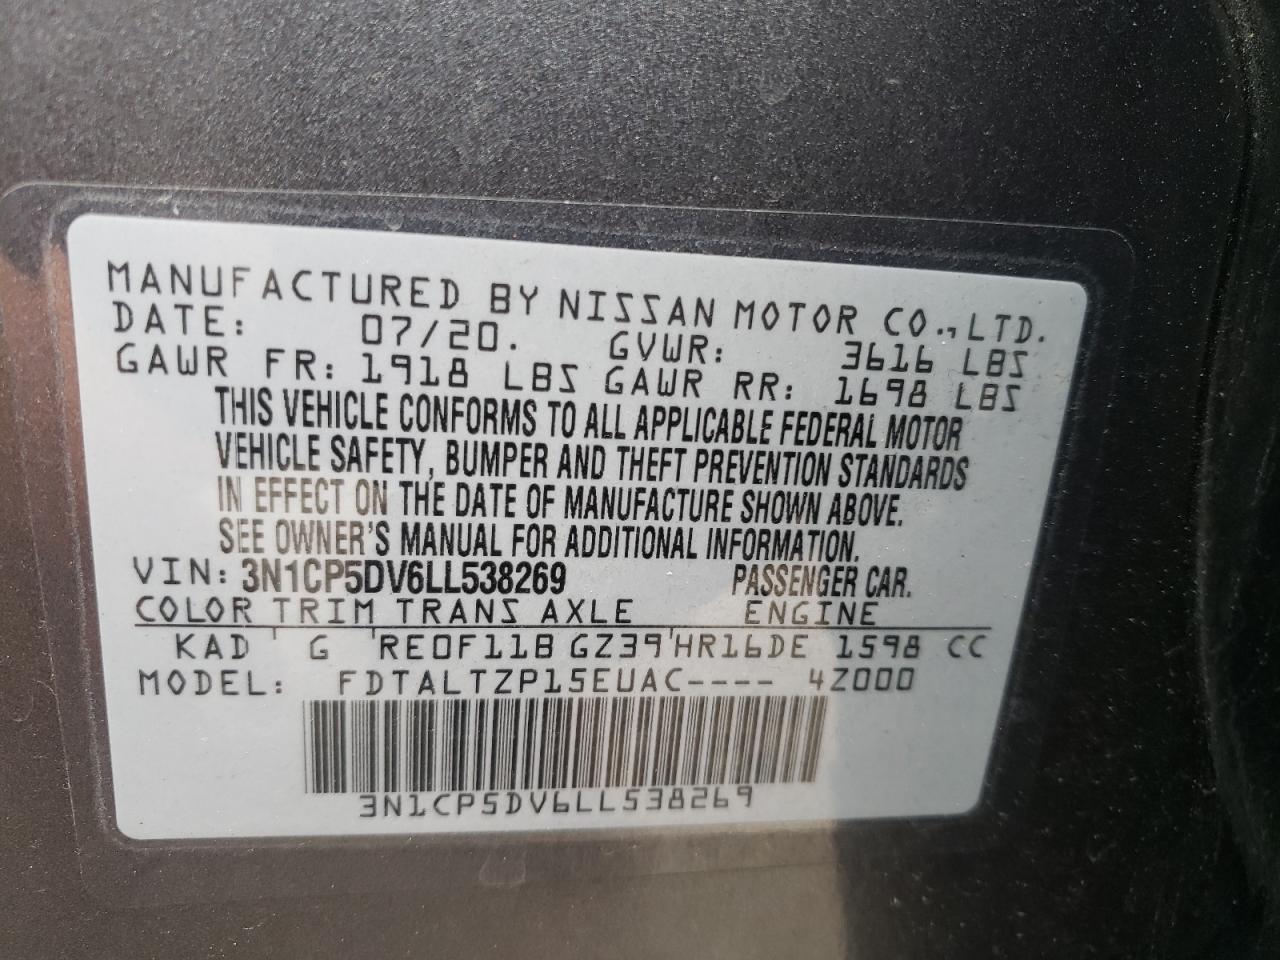 MANUFACTURED BY NISSAN MOTOR CO.,LTD.
DATE: 07/20. GVWR: 3616 LBS
GAWR FR: 1918 LBS GAWR RR: 1698 LBS
THIS VEHICLE CONFORMS TO ALL APPLICABLE FEDERAL MOTOR
VEHICLE SAFETY, BUMPER AND THEFT PREVENTION STANDARDS
IN EFFECT ON THE DATE OF MANUFACTURE SHOWN ABOVE.
SEE OWNER'S MANUAL FOR ADDITIONAL INFORMATION.
VIN: 3N1CP5DV6LL538269 PASSENGER CAR.
COLOR TRIM TRANS AXLE ENGINE
KAD ' G 'RE0F11B GZ39'HR16DE 1598 CC
MODEL: FDTALTZP15EUAC---- 4Z000
3N1CP5DV6LL538269